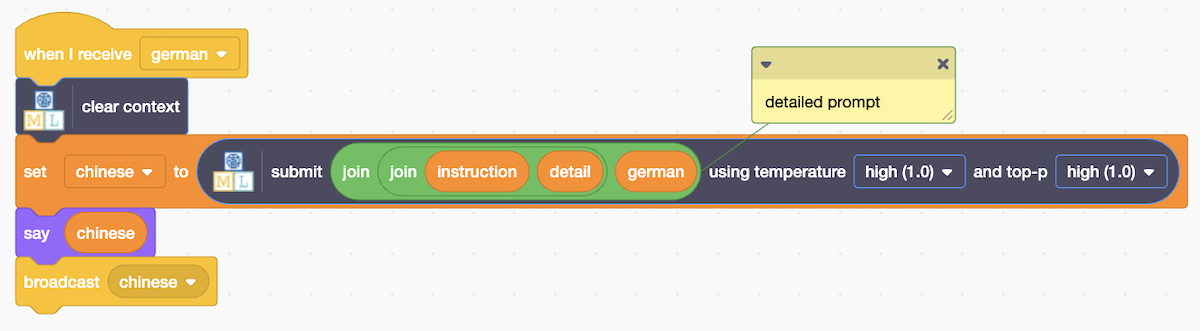 when I receive german
clear context
detailed prompt
set chinese to submit join join instruction detail german using temperature high (1.0) and top-p high (1.0)
say chinese
broadcast chinese